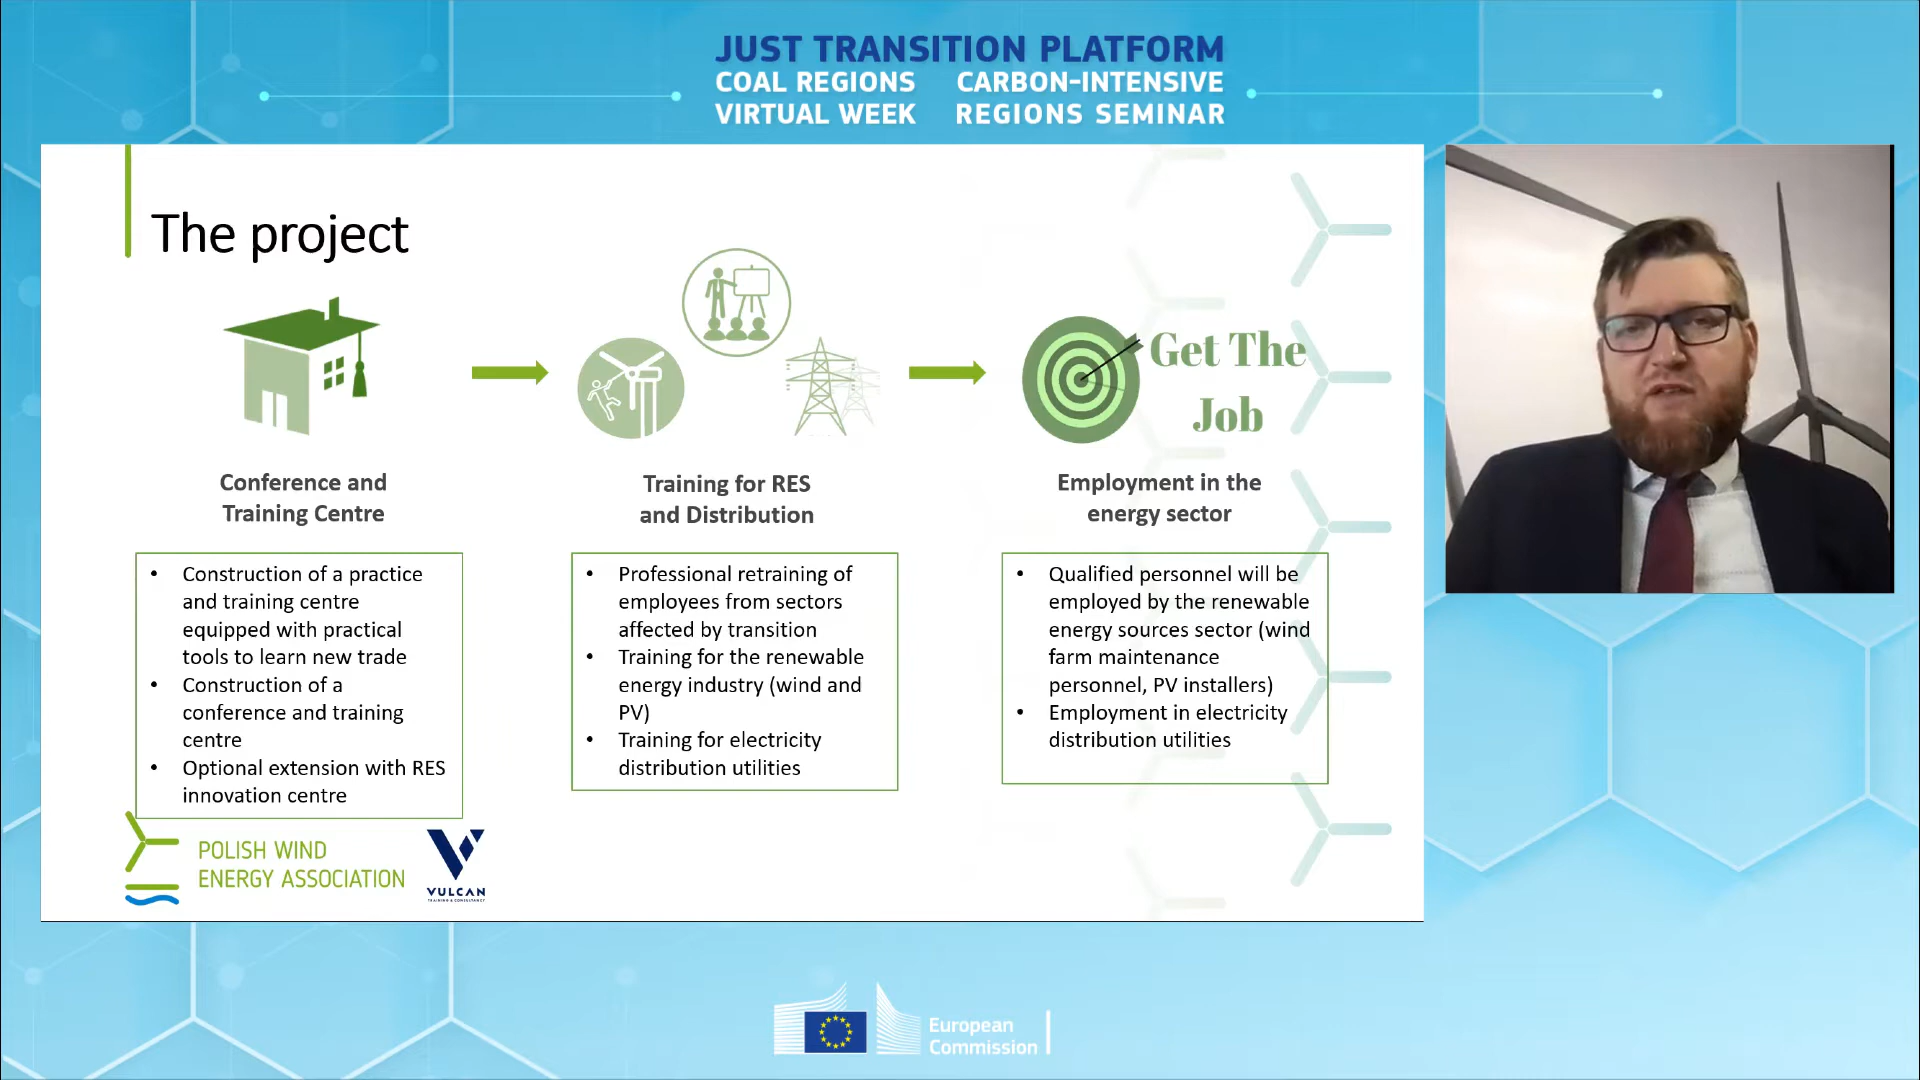 JUST TRANSITION PLATFORM
COAL REGIONS
VIRTUAL WEEK
CARBON-INTENSIVE
REGIONS SEMINAR
The project
Get The
Job
Conference and
Training Centre
Training for RES
and Distribution
Employment in the
energy sector
• Construction of a practice
and training centre
equipped with practical
tools to learn new trade
• Construction of a
conference and training
centre
• Optional extension with RES
innovation centre
• Professional retraining of
employees from sectors
affected by transition
• Training for the renewable
energy industry (wind and
PV)
• Training for electricity
distribution utilities
• Qualified personnel will be
employed by the renewable
energy sources sector (wind
farm maintenance
personnel, PV installers)
• Employment in electricity
distribution utilities
POLISH WIND
ENERGY ASSOCIATION
VULCAN
TRAINING & CONSULTANCY
European
Commission